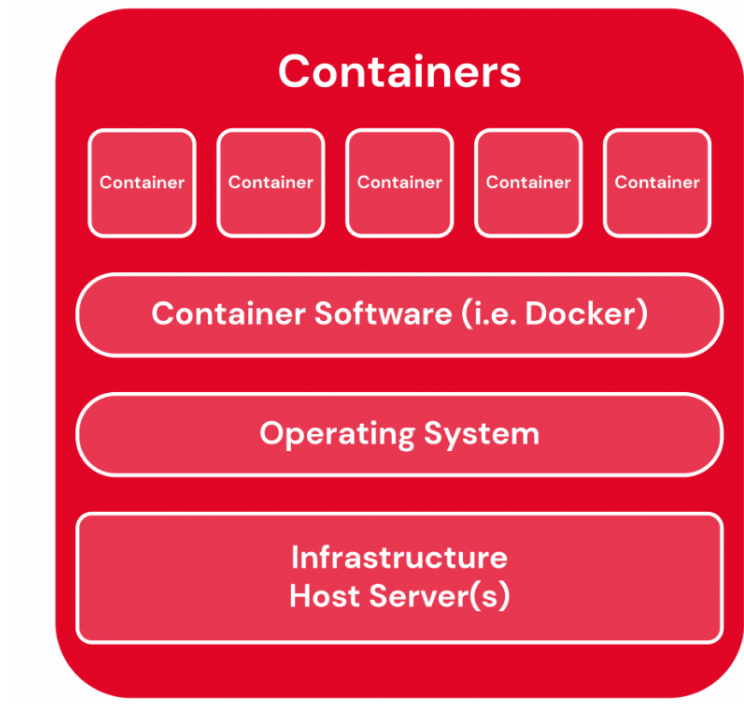 Containers
Container Container Container Container Container
Container Software (i.e. Docker)
Operating System
Infrastructure
Host Server(s)